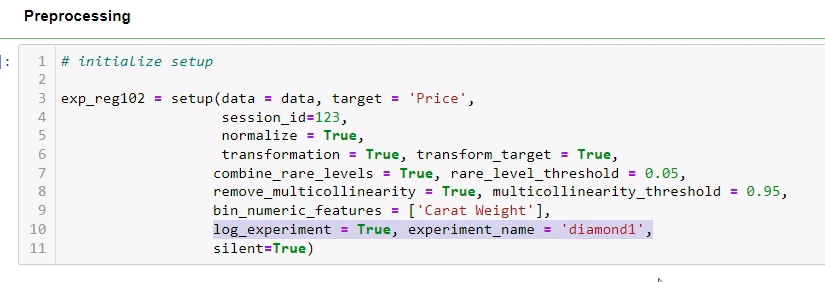 Preprocessing
]:
1 # initialize setup
2
3 exp_reg102 = setup(data = data, target = 'Price',
4 session_id=123,
5 normalize = True,
6 transformation = True, transform_target = True,
7 combine_rare_levels = True, rare_level_threshold = 0.05,
8 remove_multicollinearity = True, multicollinearity_threshold = 0.95,
9 bin_numeric_features = ['Carat Weight'],
10 log_experiment = True, experiment_name = 'diamond1',
11 silent=True)